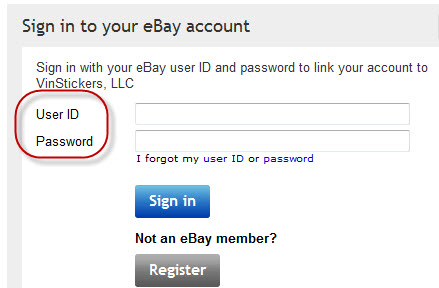 Sign in to your eBay account
Sign in with your eBay user ID and password to link your account to
VinStickers, LLC
User ID
Password
I forgot my user ID or password
Sign in
Not an eBay member?
Register